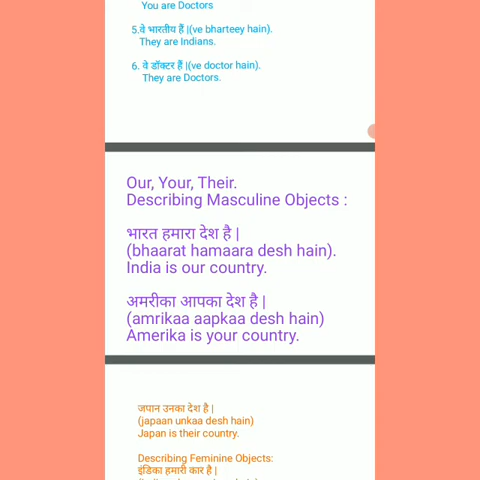 You are Doctors
5.वे भारतीय हैं |(ve bharteey hain).
They are Indians.
6. वे डॉक्टर हैं |(ve doctor hain).
They are Doctors.
Our, Your, Their.
Describing Masculine Objects :
भारत हमारा देश है |
(bhaarat hamaara desh hain).
India is our country.
अमरीका आपका देश है |
(amrikaa aapkaa desh hain)
Amerika is your country.
जपान उनका देश है |
(japaan unkaa desh hain)
Japan is their country.
Describing Feminine Objects:
इंडिका हमारी कार है |